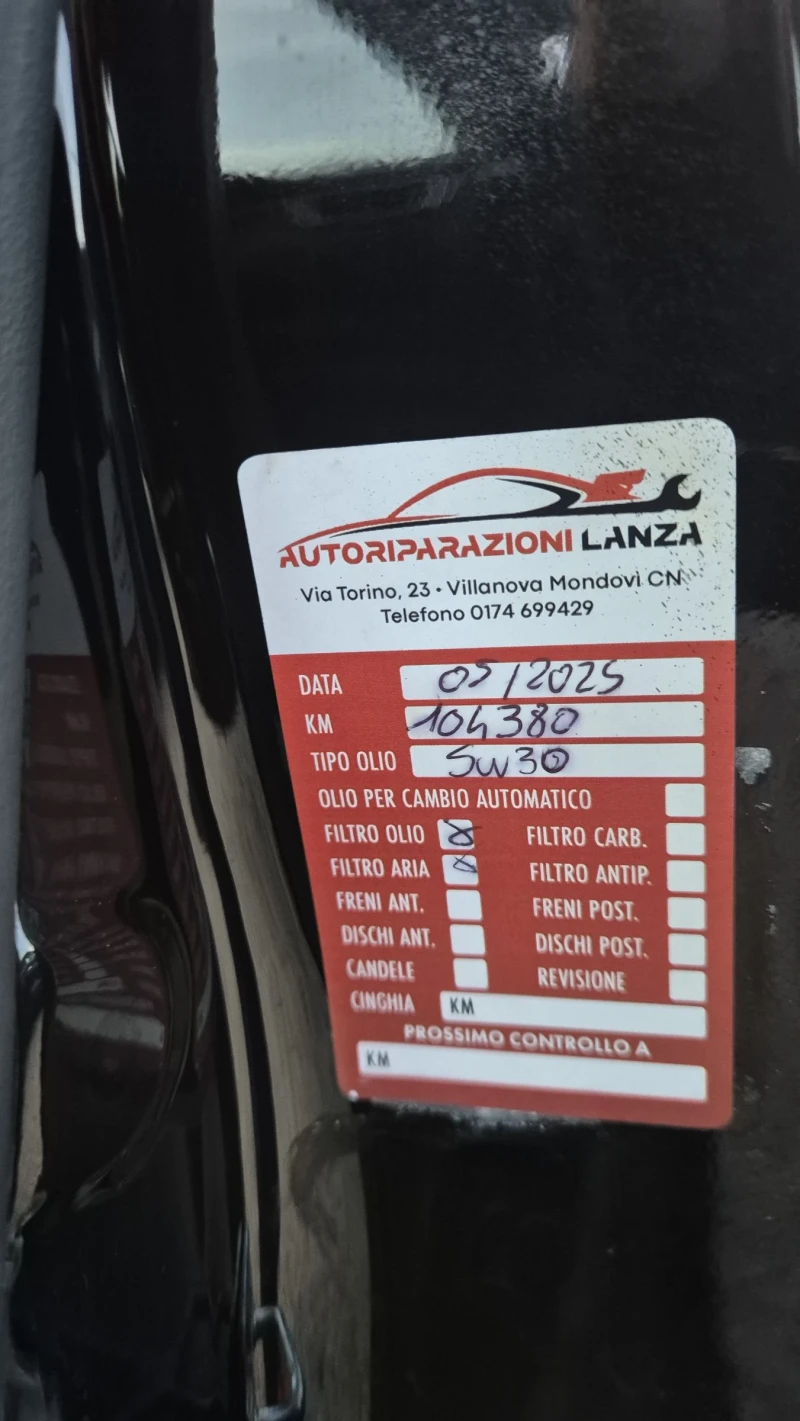 AUTORIPARAZIONI LANZA
Via Torino, 23 • Villanova Mondovì CN
Telefono 0174 699429
DATA 05/2025
KM 104380
TIPO OLIO 5W30
OLIO PER CAMBIO AUTOMATICO
FILTRO OLIO X FILTRO CARB.
FILTRO ARIA X FILTRO ANTIP.
FRENI ANT. FRENI POST.
DISCHI ANT. DISCHI POST.
CANDELE REVISIONE
CINGHIA KM
PROSSIMO CONTROLLO A
KM